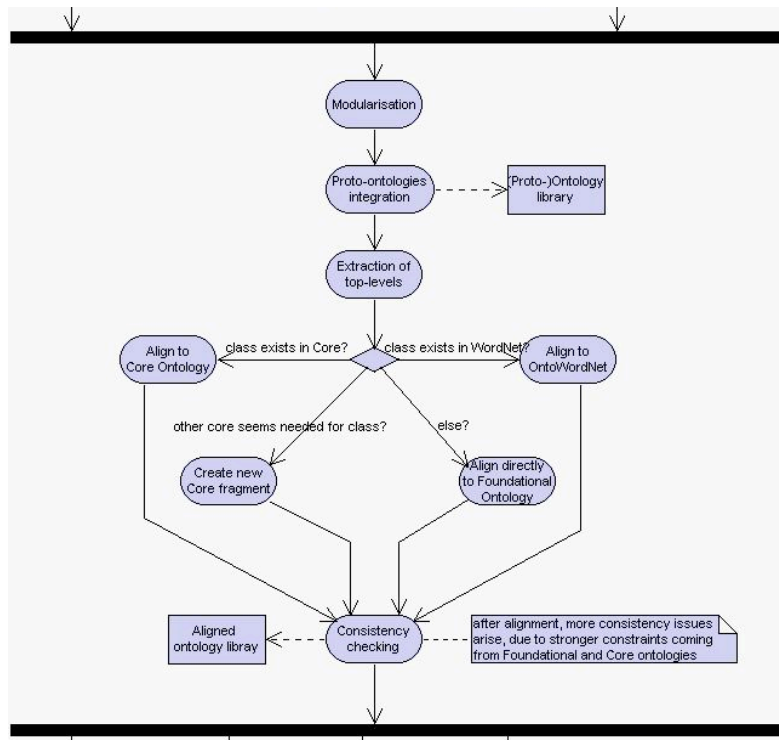 Modularisation
Proto-ontologies
integration
(Proto-)Ontology
library
Extraction of
top-levels
class exists in Core?
class exists in WordNet?
Align to
Core Ontology
Align to
OntoWordNet
other core seems needed for class?
else?
Create new
Core fragment
Align directly
to Foundational
Ontology
Aligned
ontology libray
Consistency
checking
after alignment, more consistency issues
arise, due to stronger constraints coming
from Foundational and Core ontologies